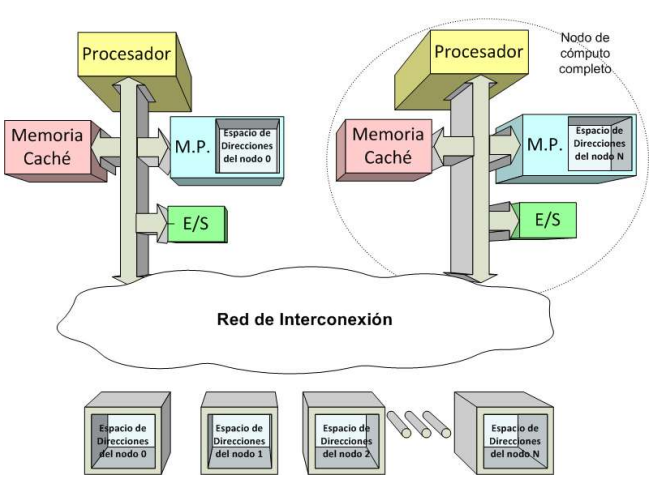 Procesador
Memoria
Caché
M.P.
Espacio de
Direcciones
del nodo 0
E/S
Procesador
Nodo de
cómputo
completo
Memoria
Caché
M.P.
Espacio de
Direcciones
del nodo N
E/S
Red de Interconexión
Espacio de
Direcciones
del nodo 0
Espacio de
Direcciones
del nodo 1
Espacio de
Direcciones
del nodo 2
Espacio de
Direcciones
del nodo N